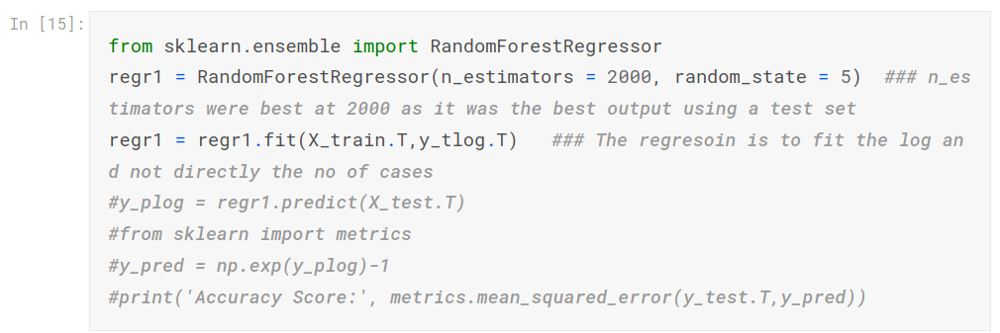 In [15]:
from sklearn.ensemble import RandomForestRegressor
regr1 = RandomForestRegressor(n_estimators = 2000, random_state = 5)  ### n_es
timators were best at 2000 as it was the best output using a test set
regr1 = regr1.fit(X_train.T,y_tlog.T)   ### The regresoin is to fit the log an
d not directly the no of cases
#y_plog = regr1.predict(X_test.T)
#from sklearn import metrics
#y_pred = np.exp(y_plog)-1
#print('Accuracy Score:', metrics.mean_squared_error(y_test.T,y_pred))